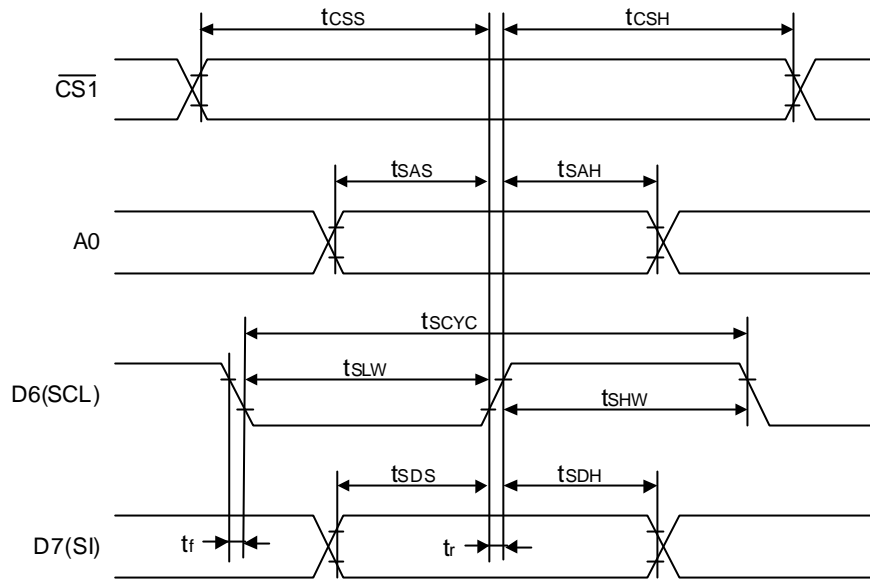 tCSS tCSH
CS1
tSAS tSAH
A0
tSCYC
tSLW
D6(SCL)
tSHW
tSDS tSDH
D7(SI) tf tr